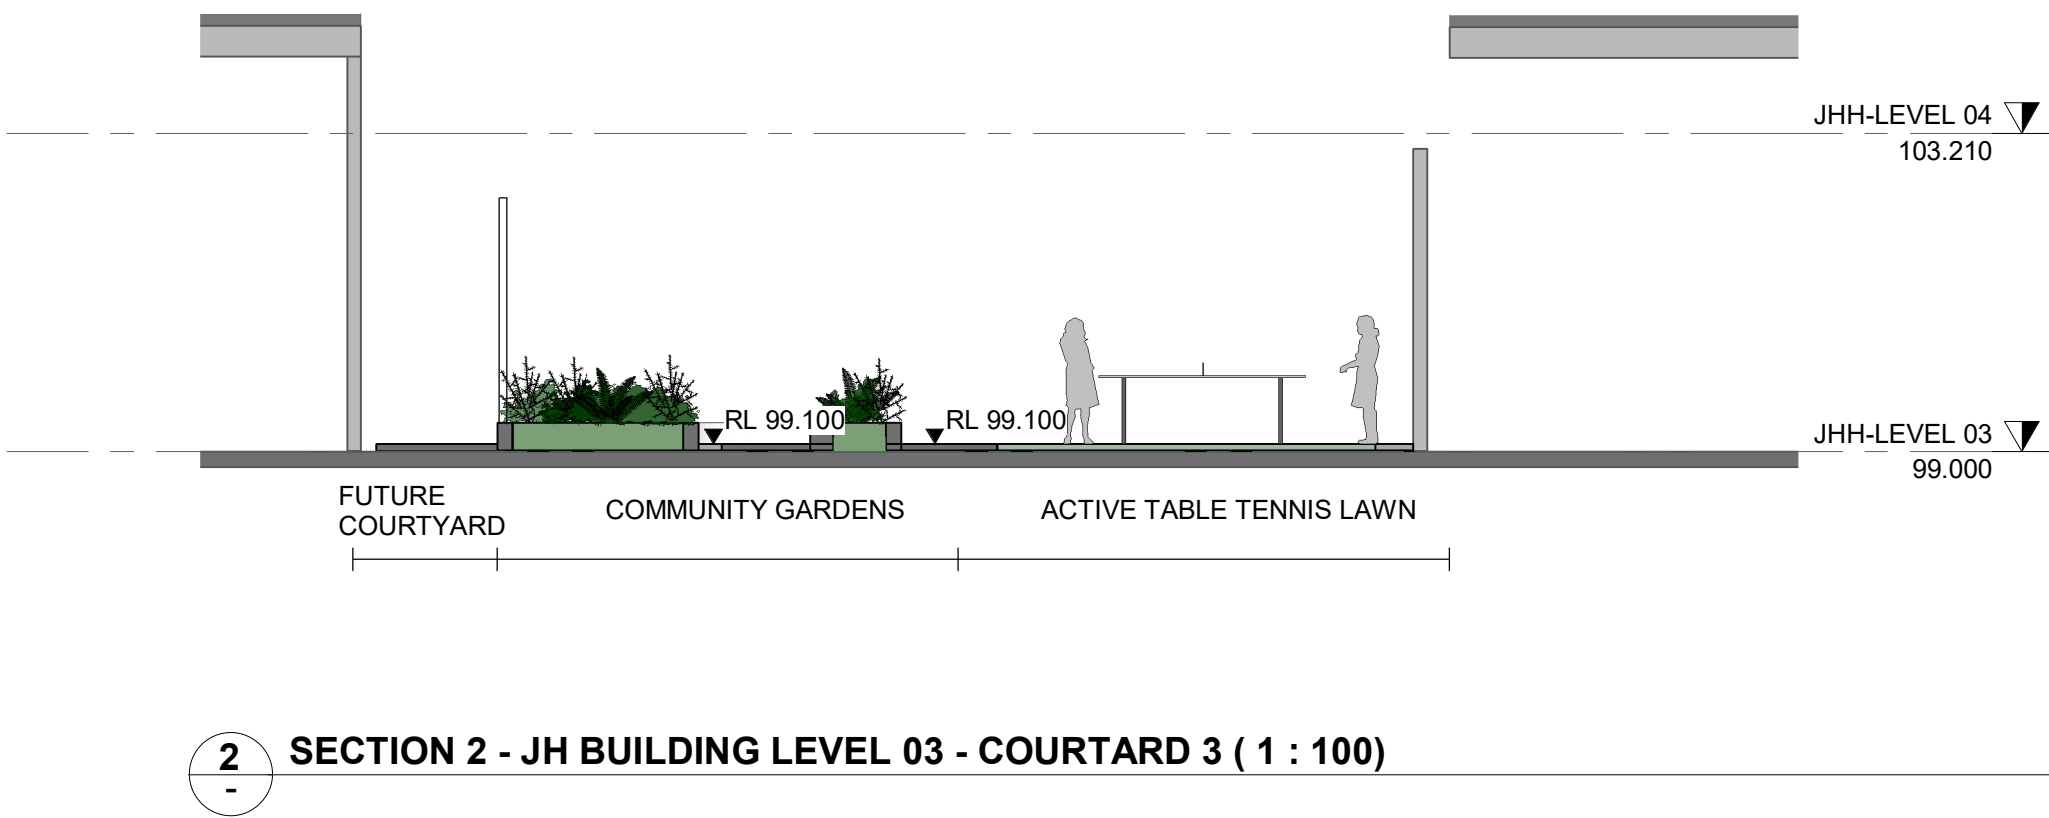 JHH-LEVEL 04
103.210
RL 99.100
RL 99.100
JHH-LEVEL 03
99.000
FUTURE
COURTYARD
COMMUNITY GARDENS
ACTIVE TABLE TENNIS LAWN
2
-
SECTION 2 - JH BUILDING LEVEL 03 - COURTARD 3 ( 1 : 100)